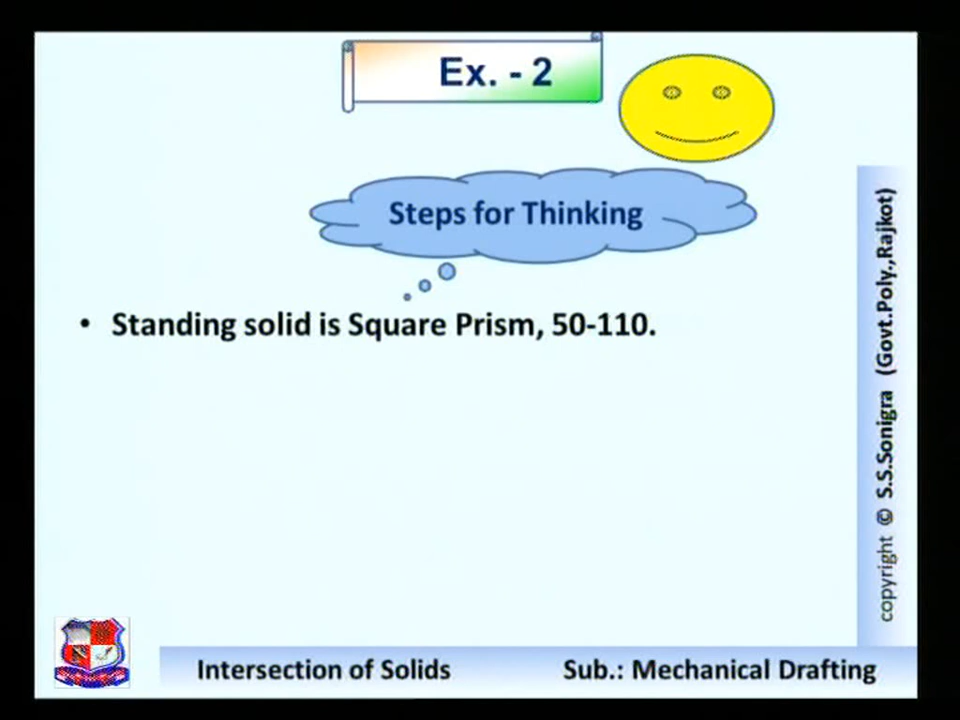 Ex. - 2
Steps for Thinking
• Standing solid is Square Prism, 50-110.
copyright © S.S.Sonigra (Govt.Poly.,Rajkot)
Intersection of Solids Sub.: Mechanical Drafting